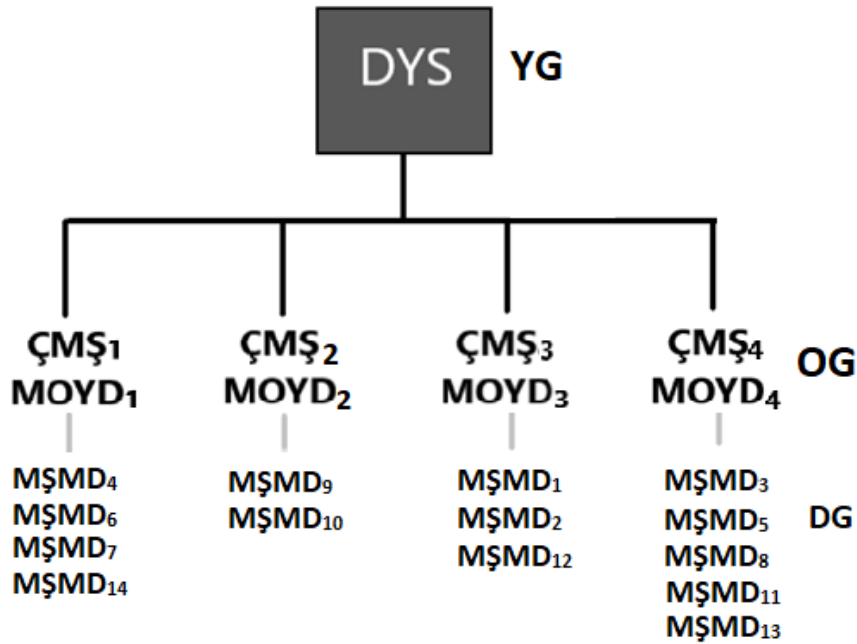 DYS YG
ÇMŞ₁ ÇMŞ₂ ÇMŞ₃ ÇMŞ₄ OG
MOYD₁ MOYD₂ MOYD₃ MOYD₄
MŞMD₄ MŞMD₉ MŞMD₁ MŞMD₃
MŞMD₆ MŞMD₁₀ MŞMD₂ MŞMD₅ DG
MŞMD₇ MŞMD₁₂ MŞMD₈
MŞMD₁₄ MŞMD₁₁
MŞMD₁₃